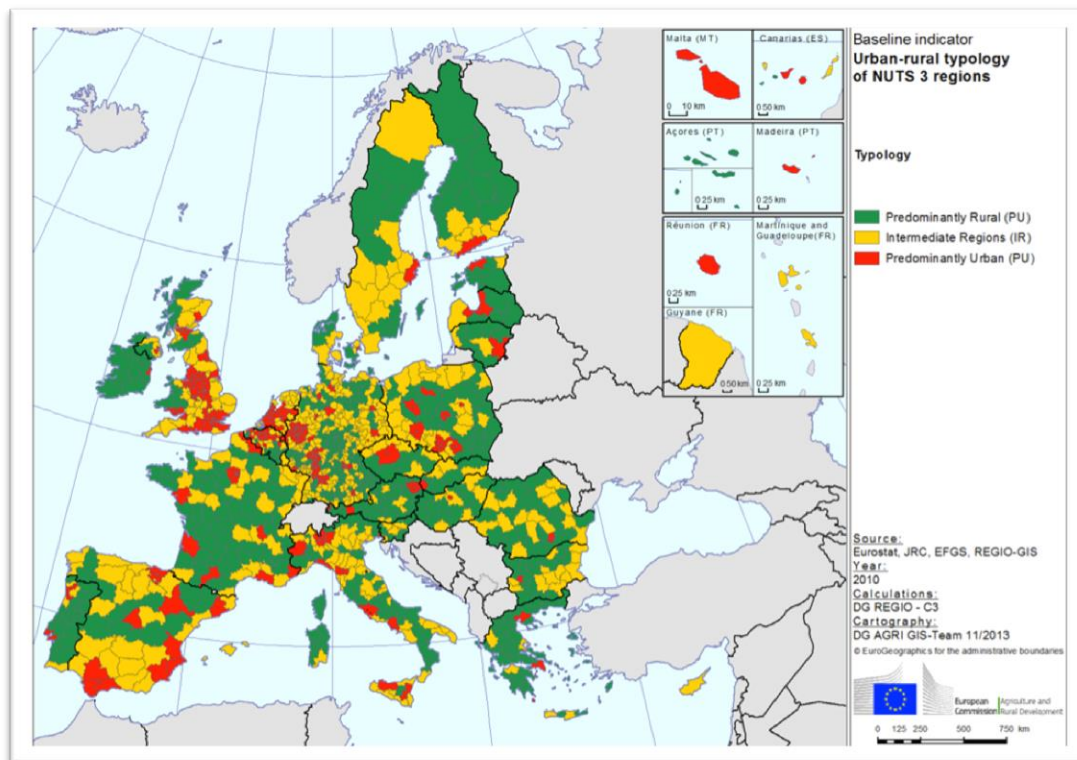 Malta (MT)
0 10 km
Canarias (ES)
0 50 km
Açores (PT)
0 25 km
Madeira (PT)
0 25 km
Réunion (FR)
0 25 km
Martinique and
Guadeloupe(FR)
0 25 km
Guyane (FR)
0 50 km
Baseline indicator
Urban-rural typology
of NUTS 3 regions
Typology
Predominantly Rural (PU)
Intermediate Regions (IR)
Predominantly Urban (PU)
Source:
Eurostat, JRC, EFGS, REGIO-GIS
Year:
2010
Calculations:
DG REGIO - C3
Cartography:
DG AGRI GIS-Team 11/2013
© EuroGeographics for the administrative boundaries
European
Commission
Agriculture and
Rural Development
0 125 250 500 750 km